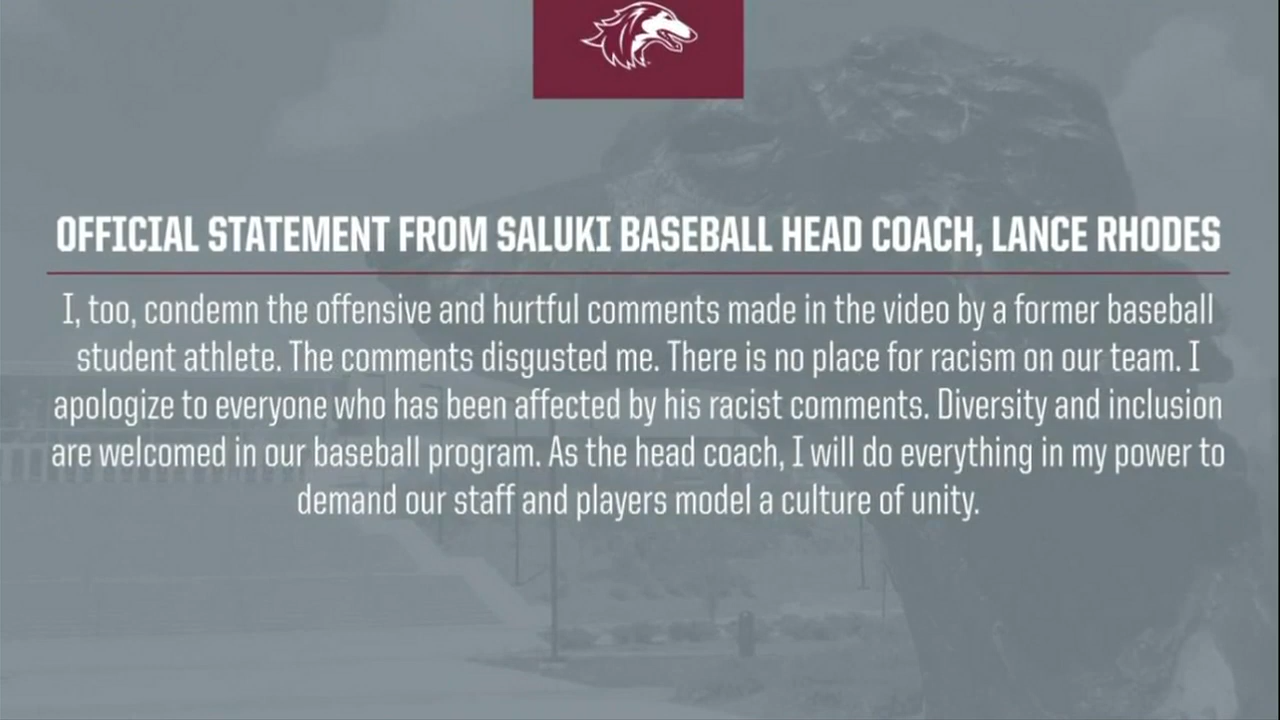 OFFICIAL STATEMENT FROM SALUKI BASEBALL HEAD COACH, LANCE RHODES
I, too, condemn the offensive and hurtful comments made in the video by a former baseball
student athlete. The comments disgusted me. There is no place for racism on our team. I
apologize to everyone who has been affected by his racist comments. Diversity and inclusion
are welcomed in our baseball program. As the head coach, I will do everything in my power to
demand our staff and players model a culture of unity.